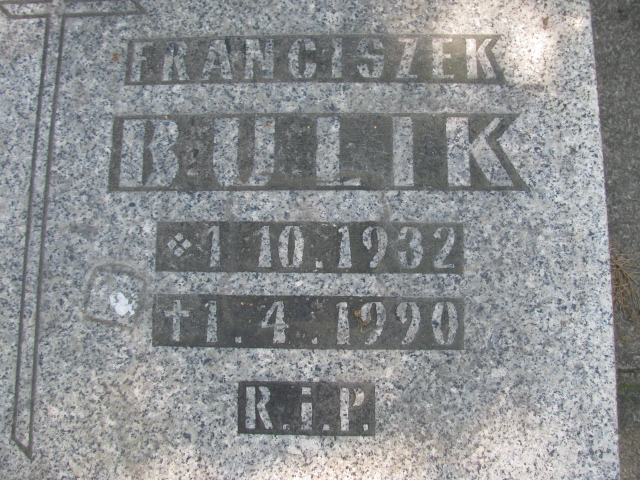 FRANCISZEK
BULIK
1 10.1932
† 1.4.1990
R.i.P.